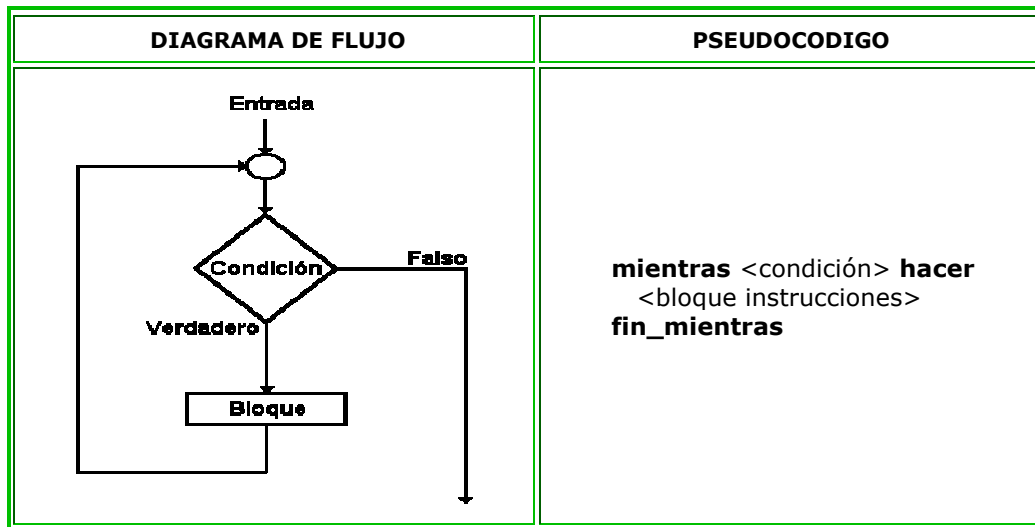 DIAGRAMA DE FLUJO
PSEUDOCODIGO
Entrada
Condición
Falso
Verdadero
Bloque
mientras <condición> hacer
<bloque instrucciones>
fin_mientras